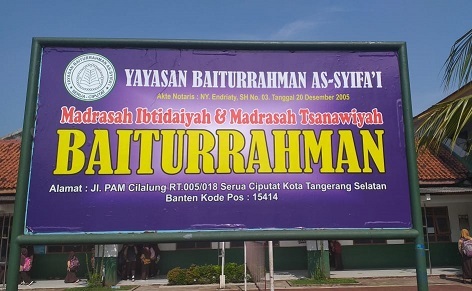 YAYASAN BAITURRAHMAN AS-SYIFA'I
Akte Notaris : NY. Endriaty, SH No. 03. Tanggal 20 Desember 2005
Madrasah Ibtidaiyah & Madrasah Tsanawiyah
BAITURRAHMAN
Alamat : Jl. PAM Cilalung RT.005/018 Serua Ciputat Kota Tangerang Selatan
Banten Kode Pos : 15414